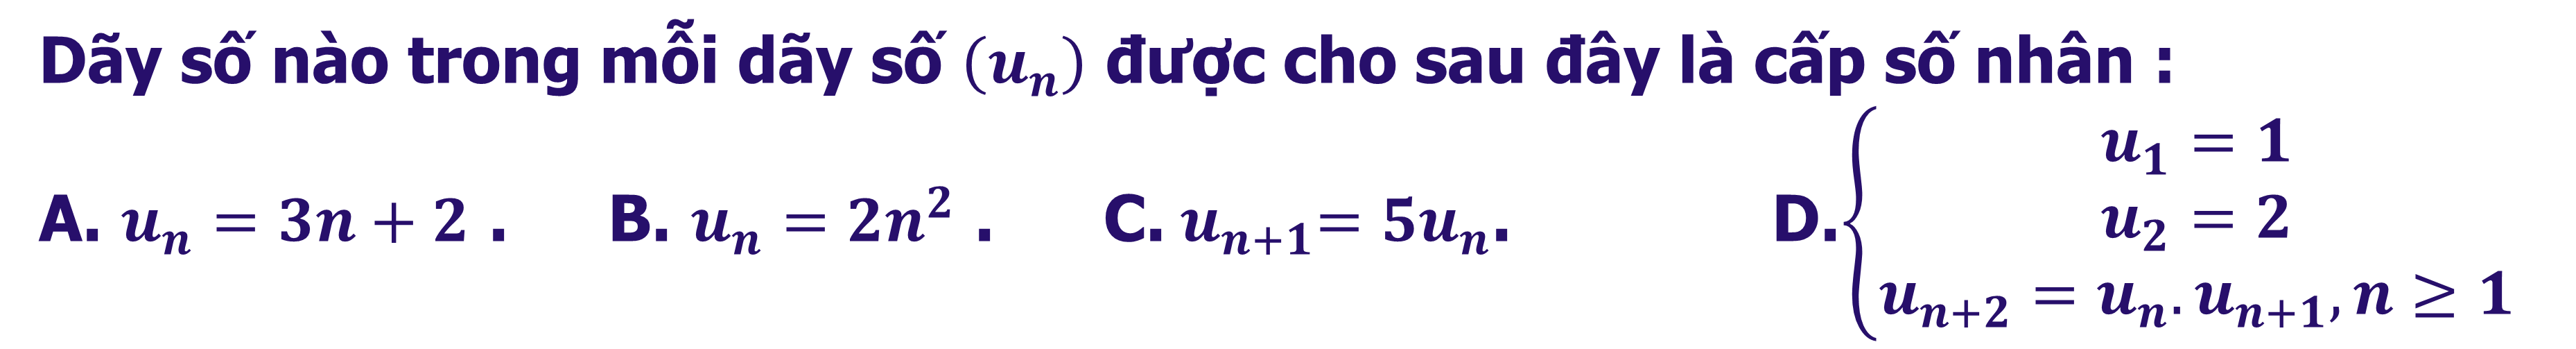 Dãy số nào trong mỗi dãy số (uₙ) được cho sau đây là cấp số nhân :
A. uₙ = 3n + 2 . B. uₙ = 2n² . C. uₙ₊₁= 5uₙ. D. { u₁ = 1
u₂ = 2
uₙ₊₂ = uₙ. uₙ₊₁, n ≥ 1